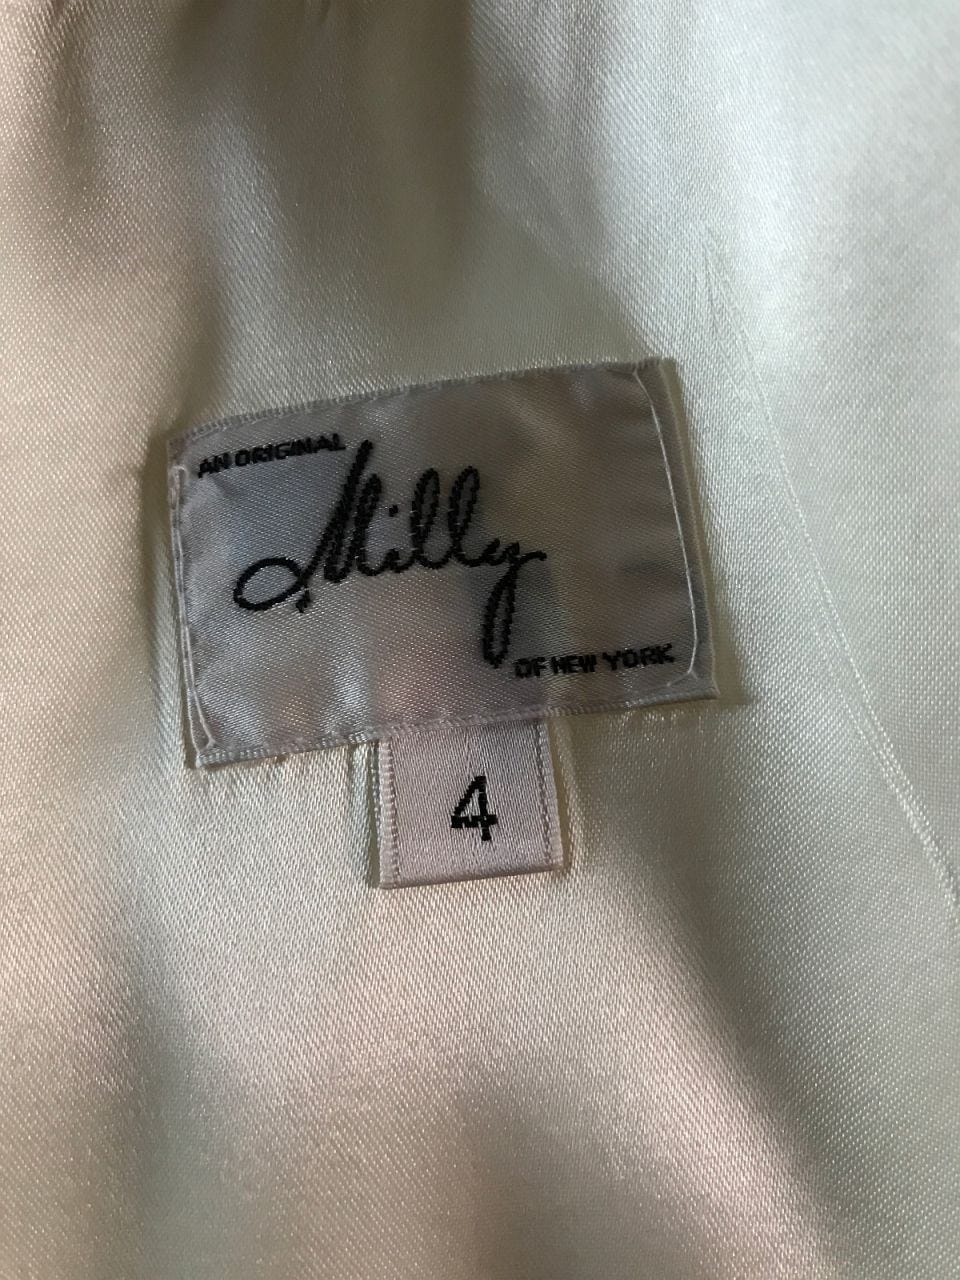 AN ORIGINAL
Milly
OF NEW YORK
4